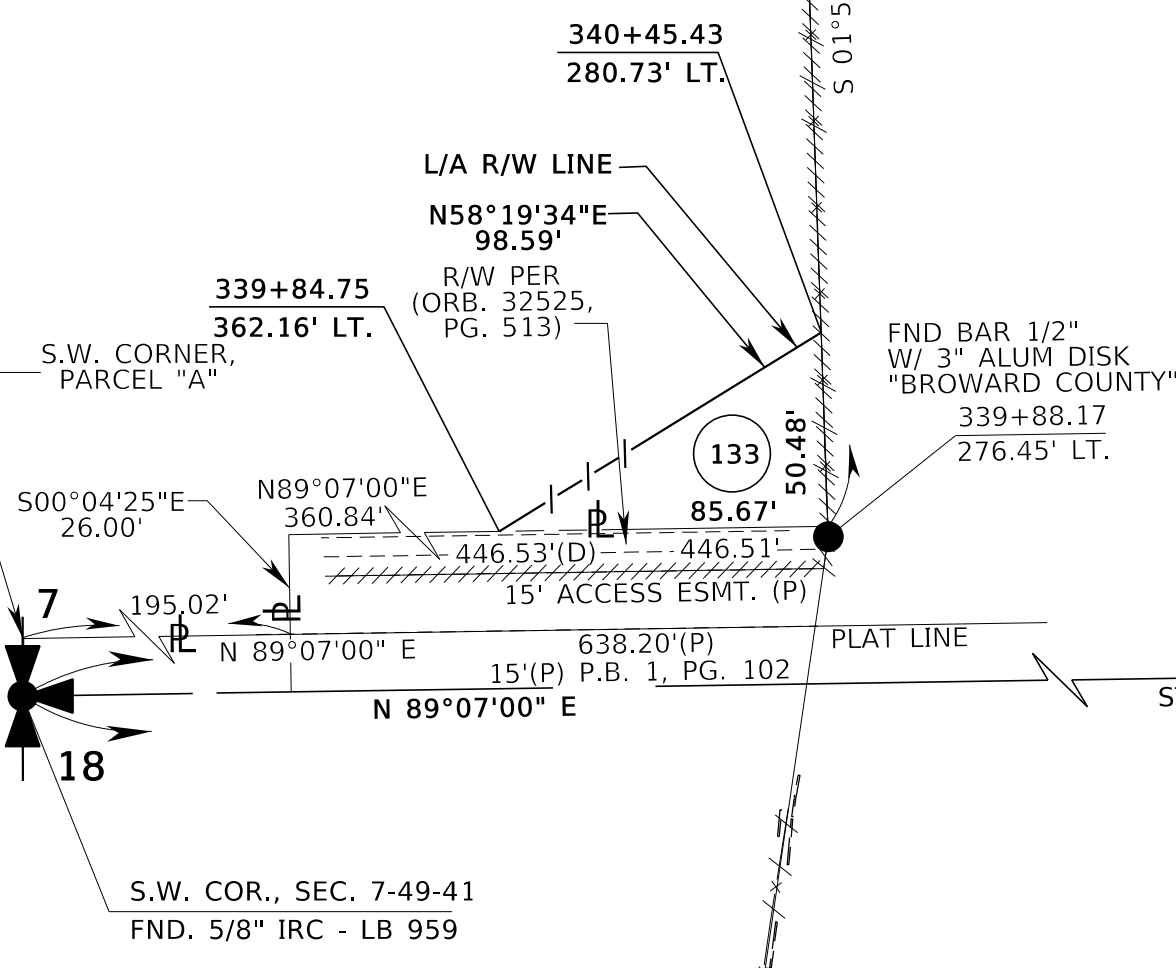 340+45.43
280.73' LT.
S 01°5
L/A R/W LINE
N58°19'34"E
98.59'
R/W PER
(ORB. 32525,
PG. 513)
339+84.75
362.16' LT.
S.W. CORNER,
PARCEL "A"
FND BAR 1/2"
W/ 3" ALUM DISK
"BROWARD COUNTY"
339+88.17
276.45' LT.
133
50.48'
85.67'
S00°04'25"E
26.00'
N89°07'00"E
360.84'
PL
446.53'(D)
446.51'
15' ACCESS ESMT. (P)
7
195.02'
PL
PL
N 89°07'00" E
638.20'(P)
PLAT LINE
15'(P) P.B. 1, PG. 102
N 89°07'00" E
18
S.W. COR., SEC. 7-49-41
FND. 5/8" IRC - LB 959